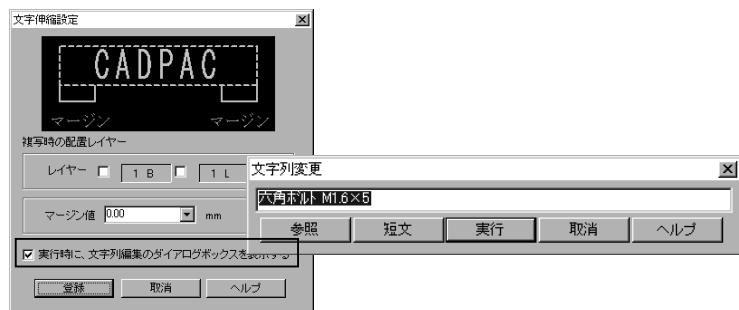 文字伸縮設定
CADPAC
マージン マージン
複写時の配置レイヤー
レイヤー 1 B 1 L
マージン値 0.00 mm
実行時に、文字列編集のダイアログボックスを表示する
登録 取消 ヘルプ
文字列変更
六角ボルト M1.6×5
参照 短文 実行 取消 ヘルプ